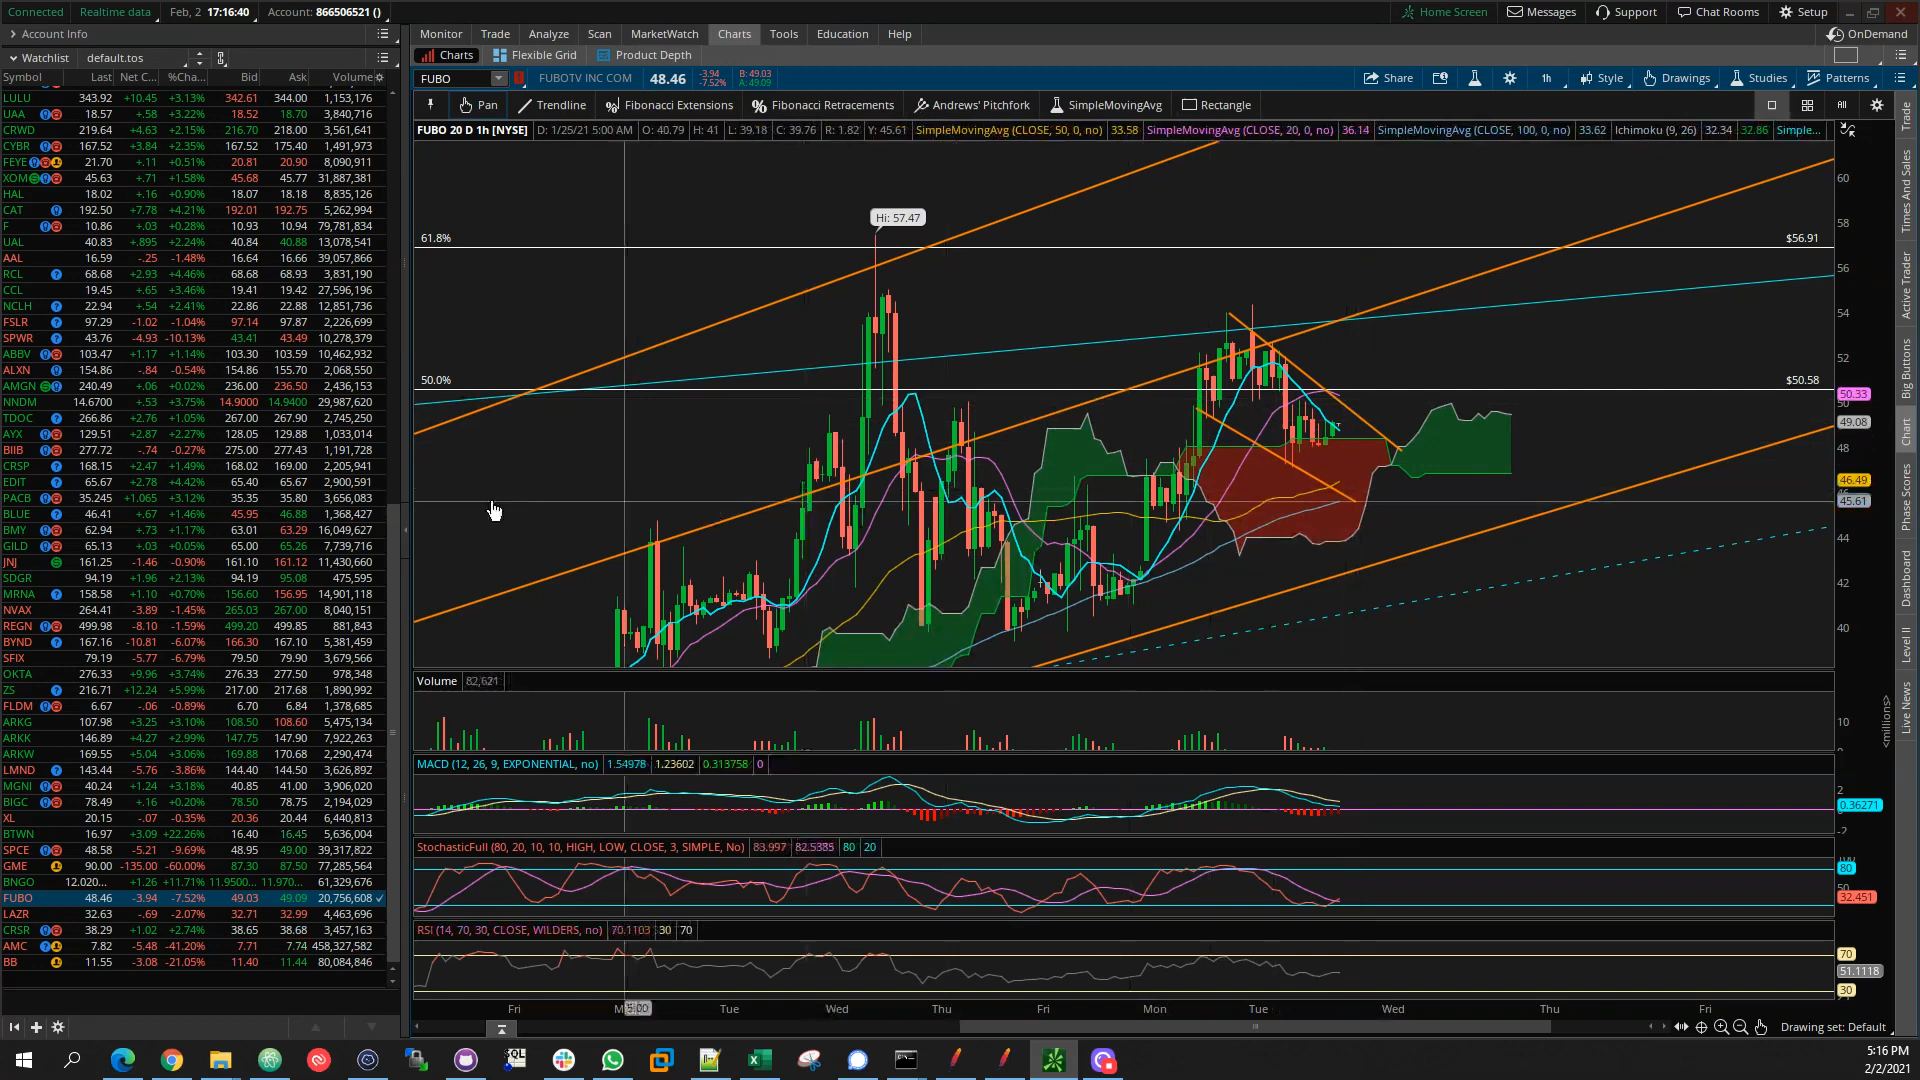 Connected Realtime data Feb, 2 17:16:40 Account: 866506521 () Home Screen Messages Support Chat Rooms Setup
Account Info
Monitor Trade Analyze Scan MarketWatch Charts Tools Education Help OnDemand
Watchlist default.tos
Charts Flexible Grid Product Depth
Symbol Last Net C... %Cha... Bid Ask Volume
FUBO FUBOTV INC COM 48.46 -3.94 -7.52% B: 49.03 A: 49.09 Share 1h Style Drawings Studies Patterns
Pan Trendline Fibonacci Extensions Fibonacci Retracements Andrews' Pitchfork SimpleMovingAvg Rectangle All
FUBO 20 D 1h [NYSE] D: 1/25/21 5:00 AM O: 40.79 H: 41 L: 39.18 C: 39.76 R: 1.82 Y: 45.61 SimpleMovingAvg (CLOSE, 50, 0, no) 33.58 SimpleMovingAvg (CLOSE, 20, 0, no) 36.14 SimpleMovingAvg (CLOSE, 100, 0, no) 33.62 Ichimoku (9, 26) 32.34 32.86 Simple...
LULU 343.92 +10.45 +3.13% 342.61 344.00 1,153,176
UAA 18.57 +.58 +3.22% 18.52 18.70 3,840,716
CRWD 219.64 +4.63 +2.15% 216.70 218.00 3,561,641
CYBR 167.52 +3.84 +2.35% 167.52 175.40 1,491,973
FEYE 21.70 +.11 +0.51% 20.81 20.90 8,090,911
XOM 45.63 +.71 +1.58% 45.68 45.77 31,887,381
HAL 18.02 +.16 +0.90% 18.07 18.18 8,835,126
CAT 192.50 +7.78 +4.21% 192.01 192.75 5,262,994
F 10.86 +.03 +0.28% 10.93 10.94 79,781,834
UAL 40.83 +.895 +2.24% 40.84 40.88 13,078,541
AAL 16.59 -.25 -1.48% 16.64 16.66 39,057,866
RCL 68.68 +2.93 +4.46% 68.68 68.93 3,831,190
CCL 19.45 +.65 +3.46% 19.41 19.42 27,596,196
NCLH 22.94 +.54 +2.41% 22.86 22.88 12,851,736
FSLR 97.29 -1.02 -1.04% 97.14 97.87 2,226,699
SPWR 43.76 -4.93 -10.13% 43.41 43.49 10,278,379
ABBV 103.47 +1.17 +1.14% 103.30 103.59 10,462,932
ALXN 154.86 -.84 -0.54% 154.86 155.70 2,068,550
AMGN 240.49 +.06 +0.02% 236.00 236.50 2,436,153
NNDM 14.6700 +.53 +3.75% 14.9000 14.9400 29,987,620
TDOC 266.86 +2.76 +1.05% 267.00 267.90 2,745,250
AYX 129.51 +2.87 +2.27% 128.05 129.88 1,033,014
BIIB 277.72 -.74 -0.27% 272.43 1,191,728
CRSP 168.15 +2.47 +1.49% 168.02 169.00 2,205,941
EDIT 65.67 +2.78 +4.42% 65.40 65.67 2,900,591
PACB 35.245 +1.065 +3.12% 35.35 35.80 3,656,083
BLUE 46.41 +.67 +1.46% 45.95 46.88 1,368,427
BMY 62.94 +.73 +1.17% 63.01 63.29 16,049,627
GILD 65.13 +.03 +0.05% 65.00 65.26 7,739,716
JNJ 161.25 -1.46 -0.90% 161.10 161.12 11,430,660
SDGR 94.19 +1.96 +2.13% 94.19 95.08 475,595
MRNA 158.58 +1.10 +0.70% 156.60 156.95 14,901,118
NVAX 264.41 -3.89 -1.45% 265.03 267.00 8,040,151
REGN 499.98 -8.10 -1.59% 499.20 499.85 881,843
BYND 167.16 -10.81 -6.07% 166.30 167.10 5,381,459
SFIX 79.19 -5.77 -6.79% 79.50 79.90 3,679,566
OKTA 276.33 +9.96 +3.74% 276.33 277.50 978,348
ZS 216.71 +12.24 +5.99% 217.00 217.68 1,890,992
FLDM 6.67 -.06 -0.89% 6.70 6.84 1,378,685
ARKG 107.98 +3.25 +3.10% 108.50 108.60 5,475,134
ARKK 146.89 +4.27 +2.99% 147.75 147.90 7,922,263
ARKW 169.55 +5.04 +3.06% 169.88 170.68 2,290,474
LMND 143.44 -5.76 -3.86% 144.40 144.50 3,626,892
MGNI 40.24 +1.24 +3.18% 40.85 41.00 3,906,020
BIGC 78.49 +.16 +0.20% 78.50 78.75 2,194,029
XL 20.15 -.07 -0.35% 20.36 20.44 6,440,813
BTWN 16.97 +3.09 +22.26% 16.40 16.45 5,636,004
SPCE 48.58 -5.21 -9.69% 48.95 49.00 39,317,822
GME 90.00 -135.00 -60.00% 87.30 87.50 77,285,564
BNGO 12.020... +1.26 +11.71% 11.9500... 11.970... 61,329,676
FUBO 48.46 -3.94 -7.52% 49.03 49.09 20,756,608
LAZR 32.63 -.69 -2.07% 32.71 32.99 4,463,696
CRSR 38.29 +1.02 +2.74% 38.65 38.68 3,457,163
AMC 7.82 -5.48 -41.20% 7.71 7.74 458,327,582
BB 11.55 -3.08 -21.05% 11.40 11.44 80,084,846
Hi: 57.47
61.8% $56.91
50.0% $50.58
60
58
56
54
52
50.33
50
49.08
48
46.49
45.61
44
42
40
Volume 82,621
10
<millions>
MACD (12, 26, 9, EXPONENTIAL, no) 1.54978 1.23602 0.313758 0
2
0.36271
-2
StochasticFull (80, 20, 10, 10, HIGH, LOW, CLOSE, 3, SIMPLE, No) 83.997 82.5385 80 20
80
50
32.451
RSI (14, 70, 30, CLOSE, WILDERS, no) 70.1103 30 70
70
51.1118
30
Fri 5:00 Tue Wed Thu Fri Mon Tue Wed Thu Fri
Drawing set: Default
Trade
Times And Sales
Active Trader
Big Buttons
Chart
Phase Scores
Dashboard
Level II
Live News
SQL
5:16 PM
2/2/2021